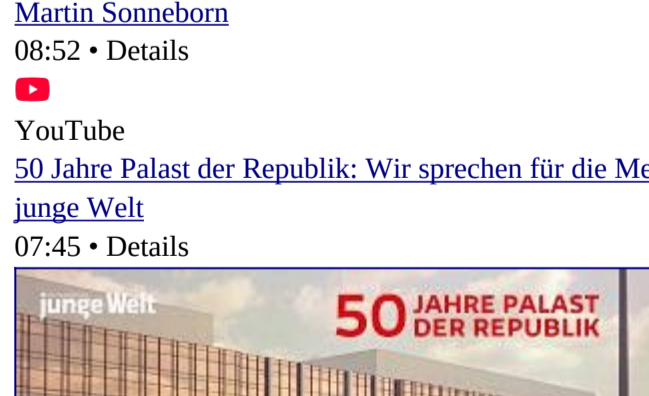 Martin Sonneborn
08:52 • Details
YouTube
50 Jahre Palast der Republik: Wir sprechen für die Me
junge Welt
07:45 • Details
junge Welt
50 JAHRE PALAST
DER REPUBLIK